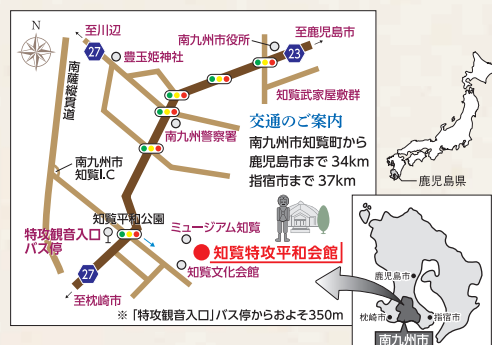 至川辺
南九州市役所
至鹿児島市
N
27
豊玉姫神社
23
南薩縦貫道
知覧武家屋敷群
南九州警察署
交通のご案内
南九州市知覧町から
鹿児島市まで 34km
指宿市まで 37km
南九州市
知覧I.C
鹿児島県
知覧平和公園
特攻観音入口
バス停
ミュージアム知覧
知覧特攻平和会館
知覧文化会館
27
至枕崎市
※「特攻観音入口」バス停からおよそ350m
鹿児島市
枕崎市
指宿市
南九州市